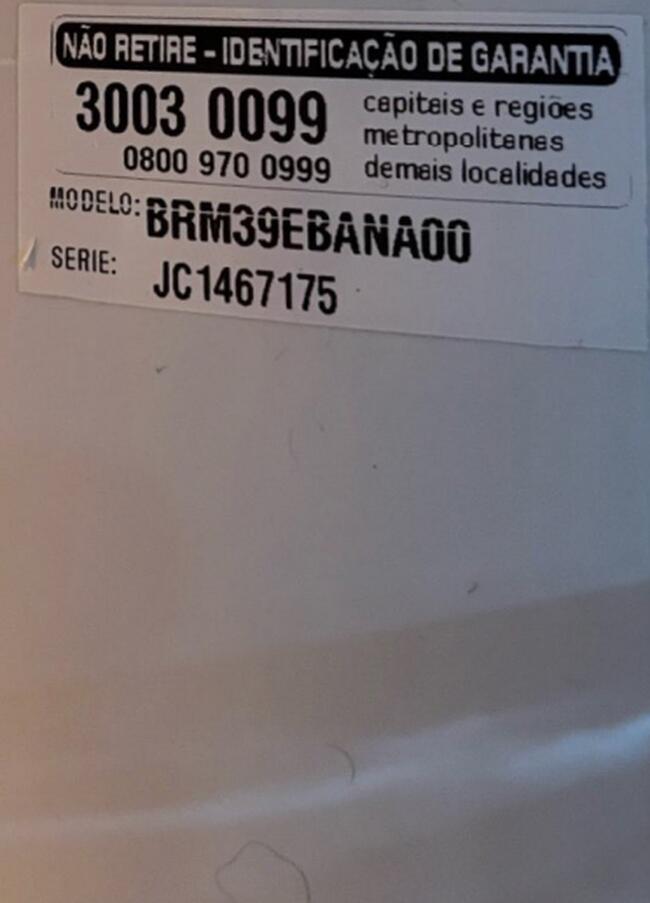 NÃO RETIRE - IDENTIFICAÇÃO DE GARANTIA
3003 0099 capitais e regiões
metropolitanas
0800 970 0999 demais localidades
MODELO: BRM39EBANA00
SERIE: JC1467175